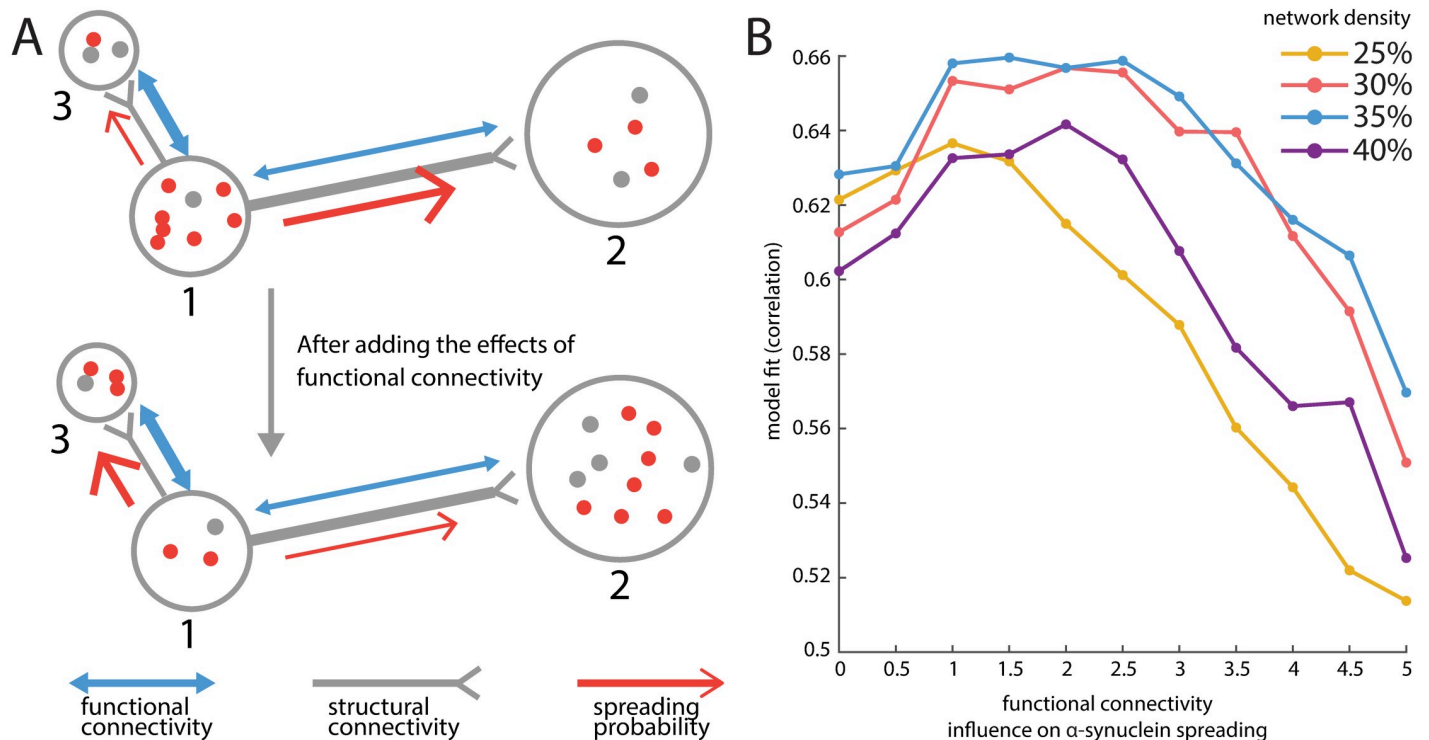 A
3
1
2
After adding the effects of
functional connectivity
3
1
2
functional
connectivity
structural
connectivity
spreading
probability
B
network density
25%
30%
35%
40%
model fit (correlation)
0.66
0.64
0.62
0.6
0.58
0.56
0.54
0.52
0.5
0 0.5 1 1.5 2 2.5 3 3.5 4 4.5 5
functional connectivity
influence on α-synuclein spreading